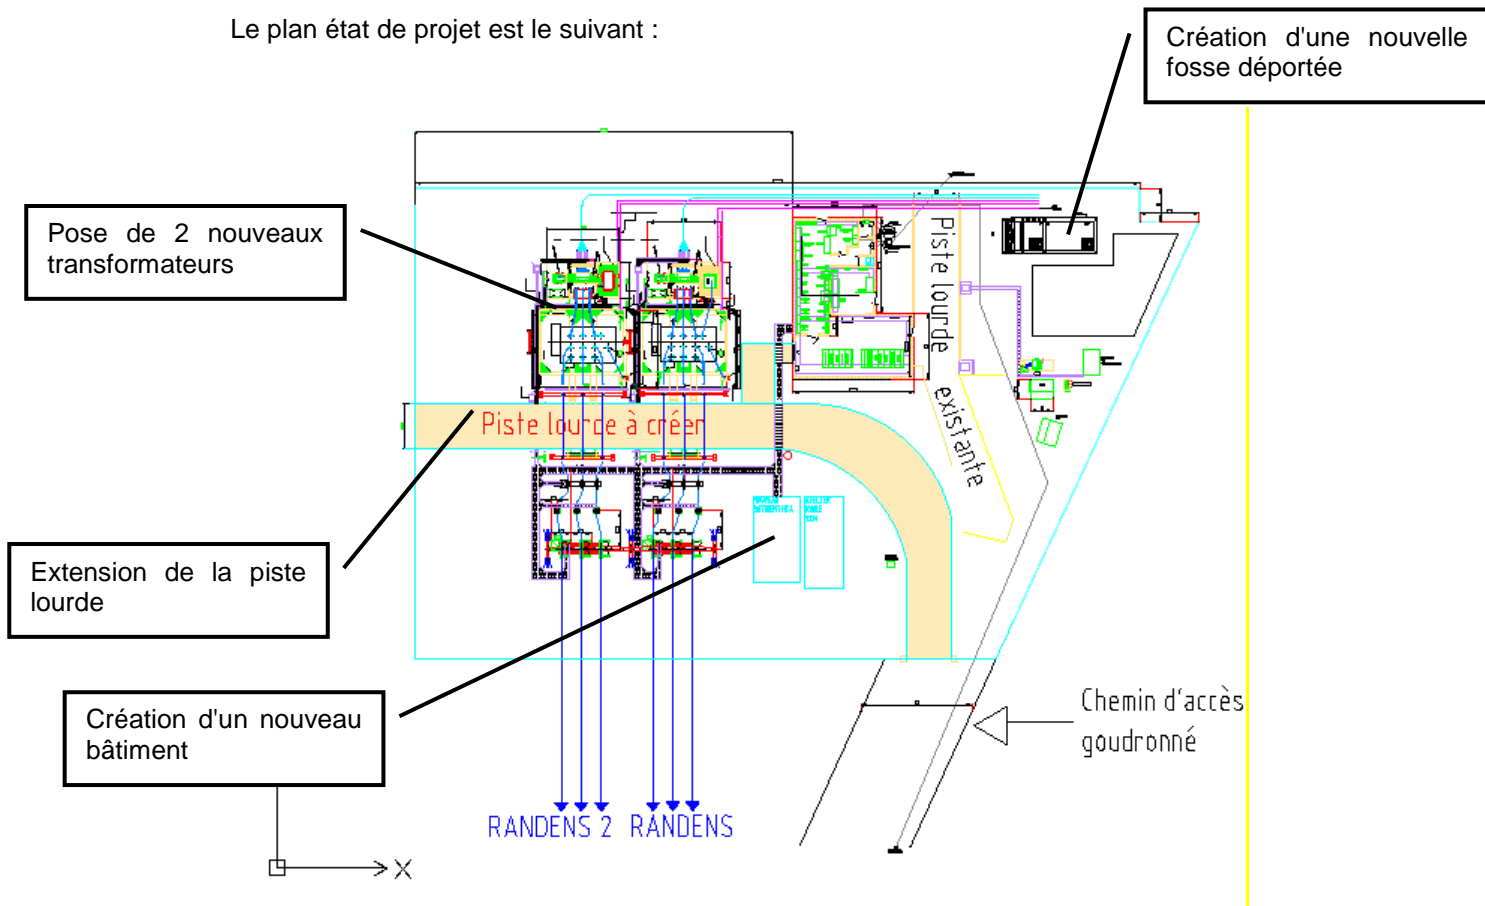 Le plan état de projet est le suivant :
Création d'une nouvelle
fosse déportée
Pose de 2 nouveaux
transformateurs
Piste lourde
existante
Piste lourde à créer
Extension de la piste
lourde
Création d'un nouveau
bâtiment
Chemin d'accès
goudronné
RANDENS 2 RANDENS
X